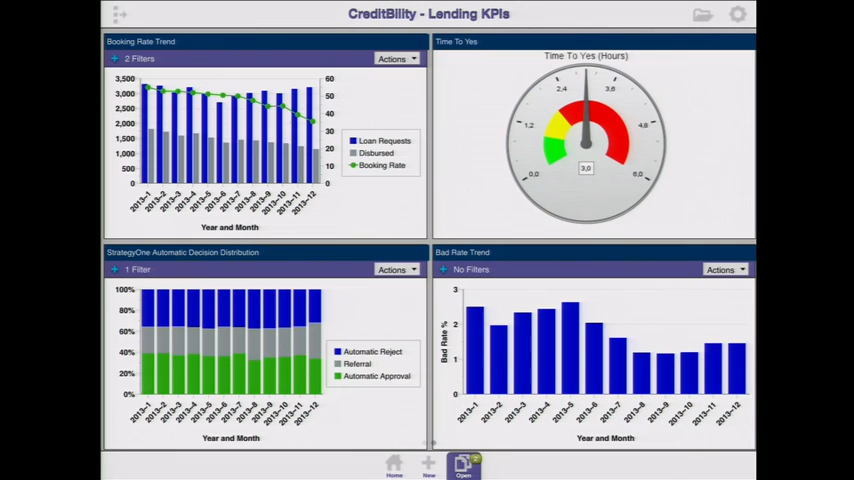 CreditBility - Lending KPIs
Booking Rate Trend
+ 2 Filters
Actions
3,500
3,000
2,500
2,000
1,500
1,000
500
0
60
50
40
30
20
10
0
Loan Requests
Disbursed
Booking Rate
2013-1 2013-2 2013-3 2013-4 2013-5 2013-6 2013-7 2013-8 2013-9 2013-10 2013-11 2013-12
Year and Month
Time To Yes
Time To Yes (Hours)
2,4 3,6
1,2 4,8
0,0 3,0 6,0
StrategyOne Automatic Decision Distribution
+ 1 Filter
Actions
100%
80%
60%
40%
20%
0%
Automatic Reject
Referral
Automatic Approval
2013-1 2013-2 2013-3 2013-4 2013-5 2013-6 2013-7 2013-8 2013-9 2013-10 2013-11 2013-12
Year and Month
Bad Rate Trend
+ No Filters
Actions
Bad Rate %
3
2
1
0
2013-1 2013-2 2013-3 2013-4 2013-5 2013-6 2013-7 2013-8 2013-9 2013-10 2013-11 2013-12
Year and Month
Home New Open